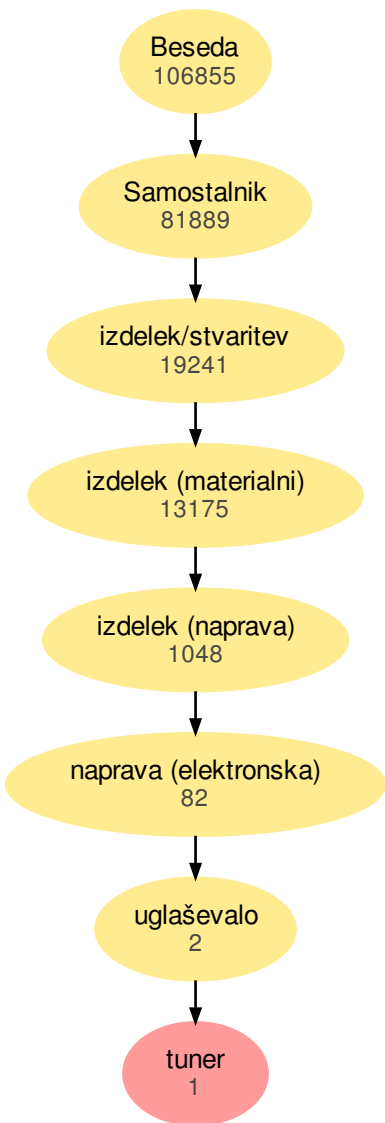 Beseda
106855
Samostalnik
81889
izdelek/stvaritev
19241
izdelek (materialni)
13175
izdelek (naprava)
1048
naprava (elektronska)
82
uglaševalo
2
tuner
1